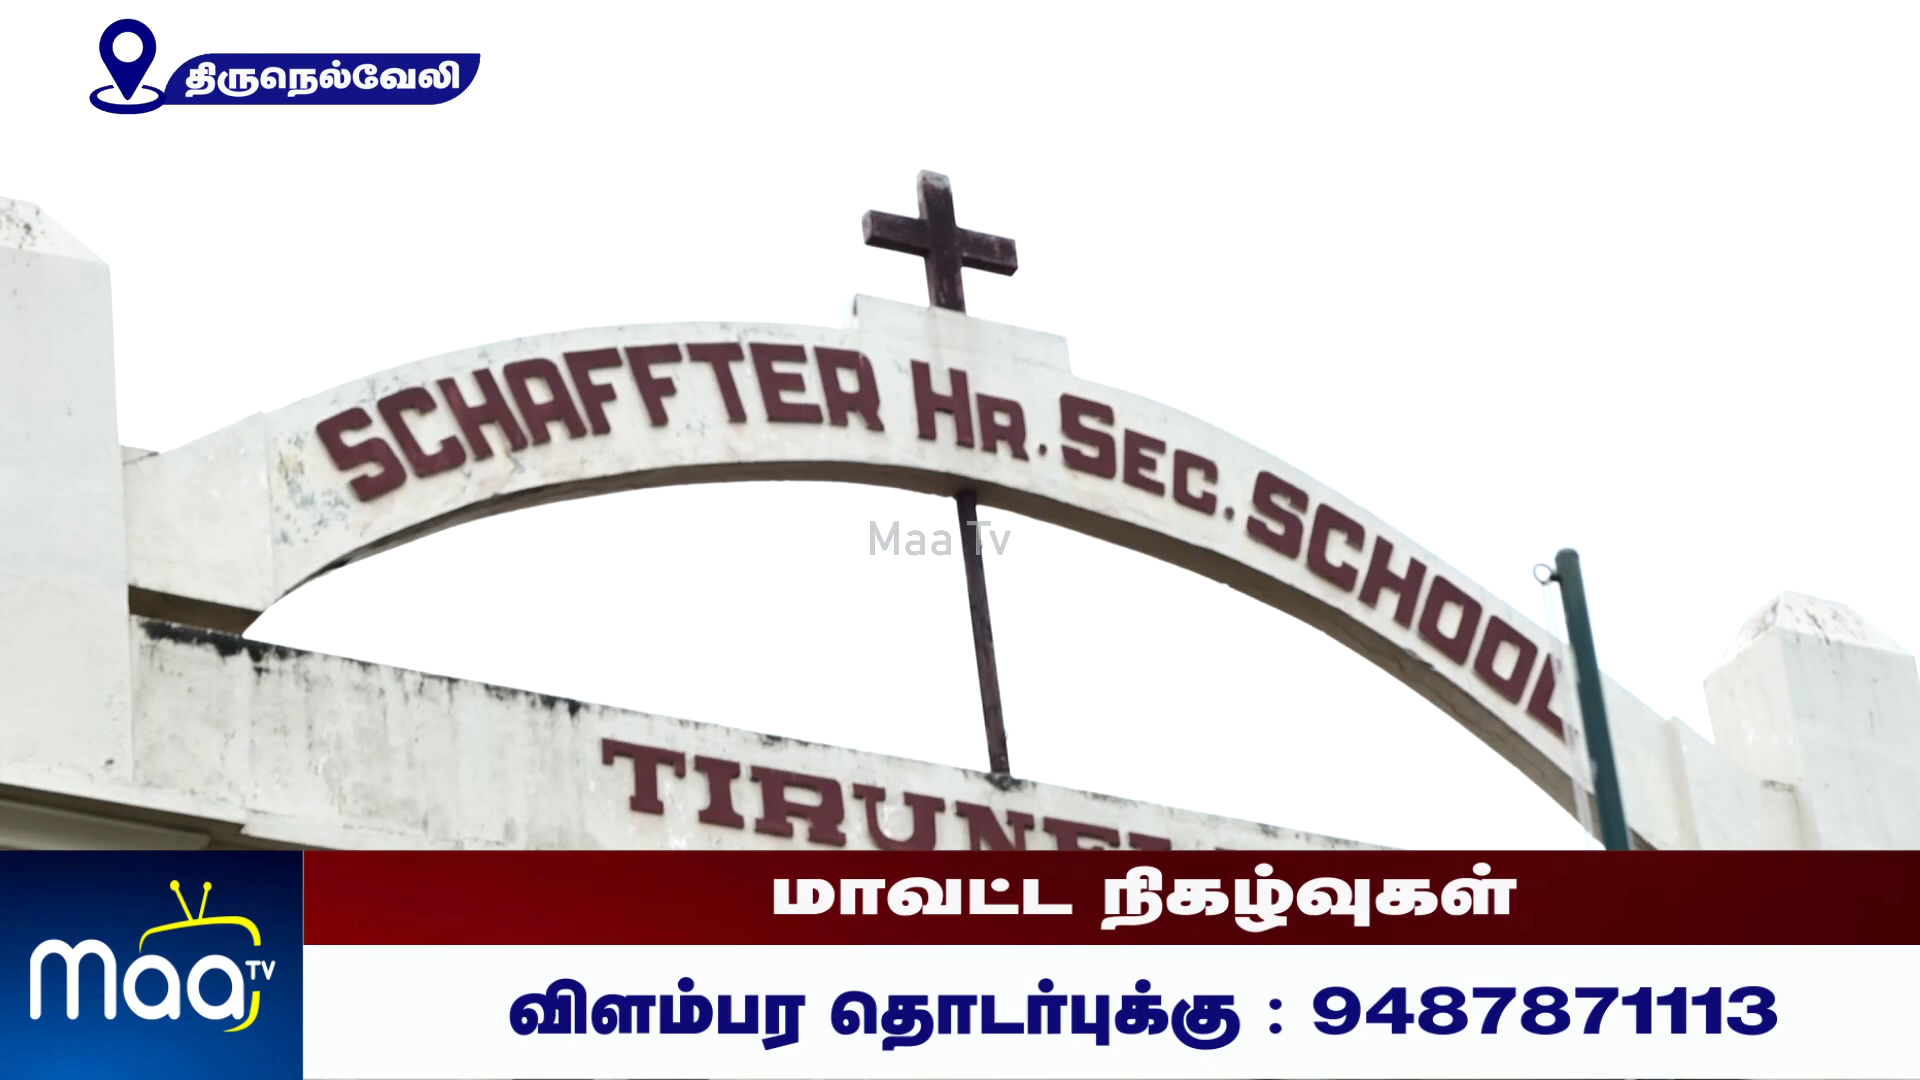 திருநெல்வேலி
SCHAFFTER HR. SEC. SCHOOL
Maa Tv
மாவட்ட நிகழ்வுகள்
maa TV
விளம்பர தொடர்புக்கு : 9487871113